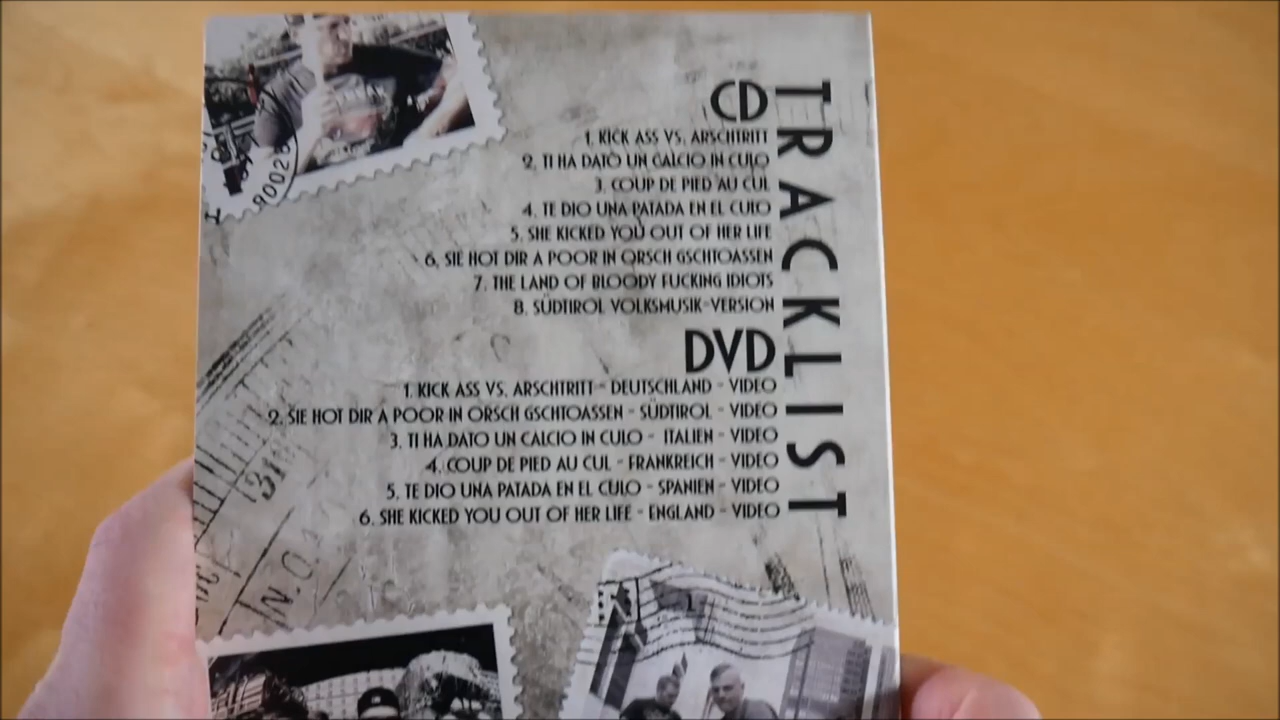 TRACKLIST
CD
1. KICK ASS VS. ARSCHTRITT
2. TI HA DATO UN CALCIO IN CULO
3. COUP DE PIED AU CUL
4. TE DIO UNA PATADA EN EL CULO
5. SHE KICKED YOU OUT OF HER LIFE
6. SIE HOT DIR A POOR IN ORSCH GSCHTOASSEN
7. THE LAND OF BLOODY FUCKING IDIOTS
8. SÜDTIROL VOLKSMUSIK-VERSION
DVD
1. KICK ASS VS. ARSCHTRITT - DEUTSCHLAND - VIDEO
2. SIE HOT DIR A POOR IN ORSCH GSCHTOASSEN - SÜDTIROL - VIDEO
3. TI HA DATO UN CALCIO IN CULO - ITALIEN - VIDEO
4. COUP DE PIED AU CUL - FRANKREICH - VIDEO
5. TE DIO UNA PATADA EN EL CULO - SPANIEN - VIDEO
6. SHE KICKED YOU OUT OF HER LIFE - ENGLAND - VIDEO
31
N.O.